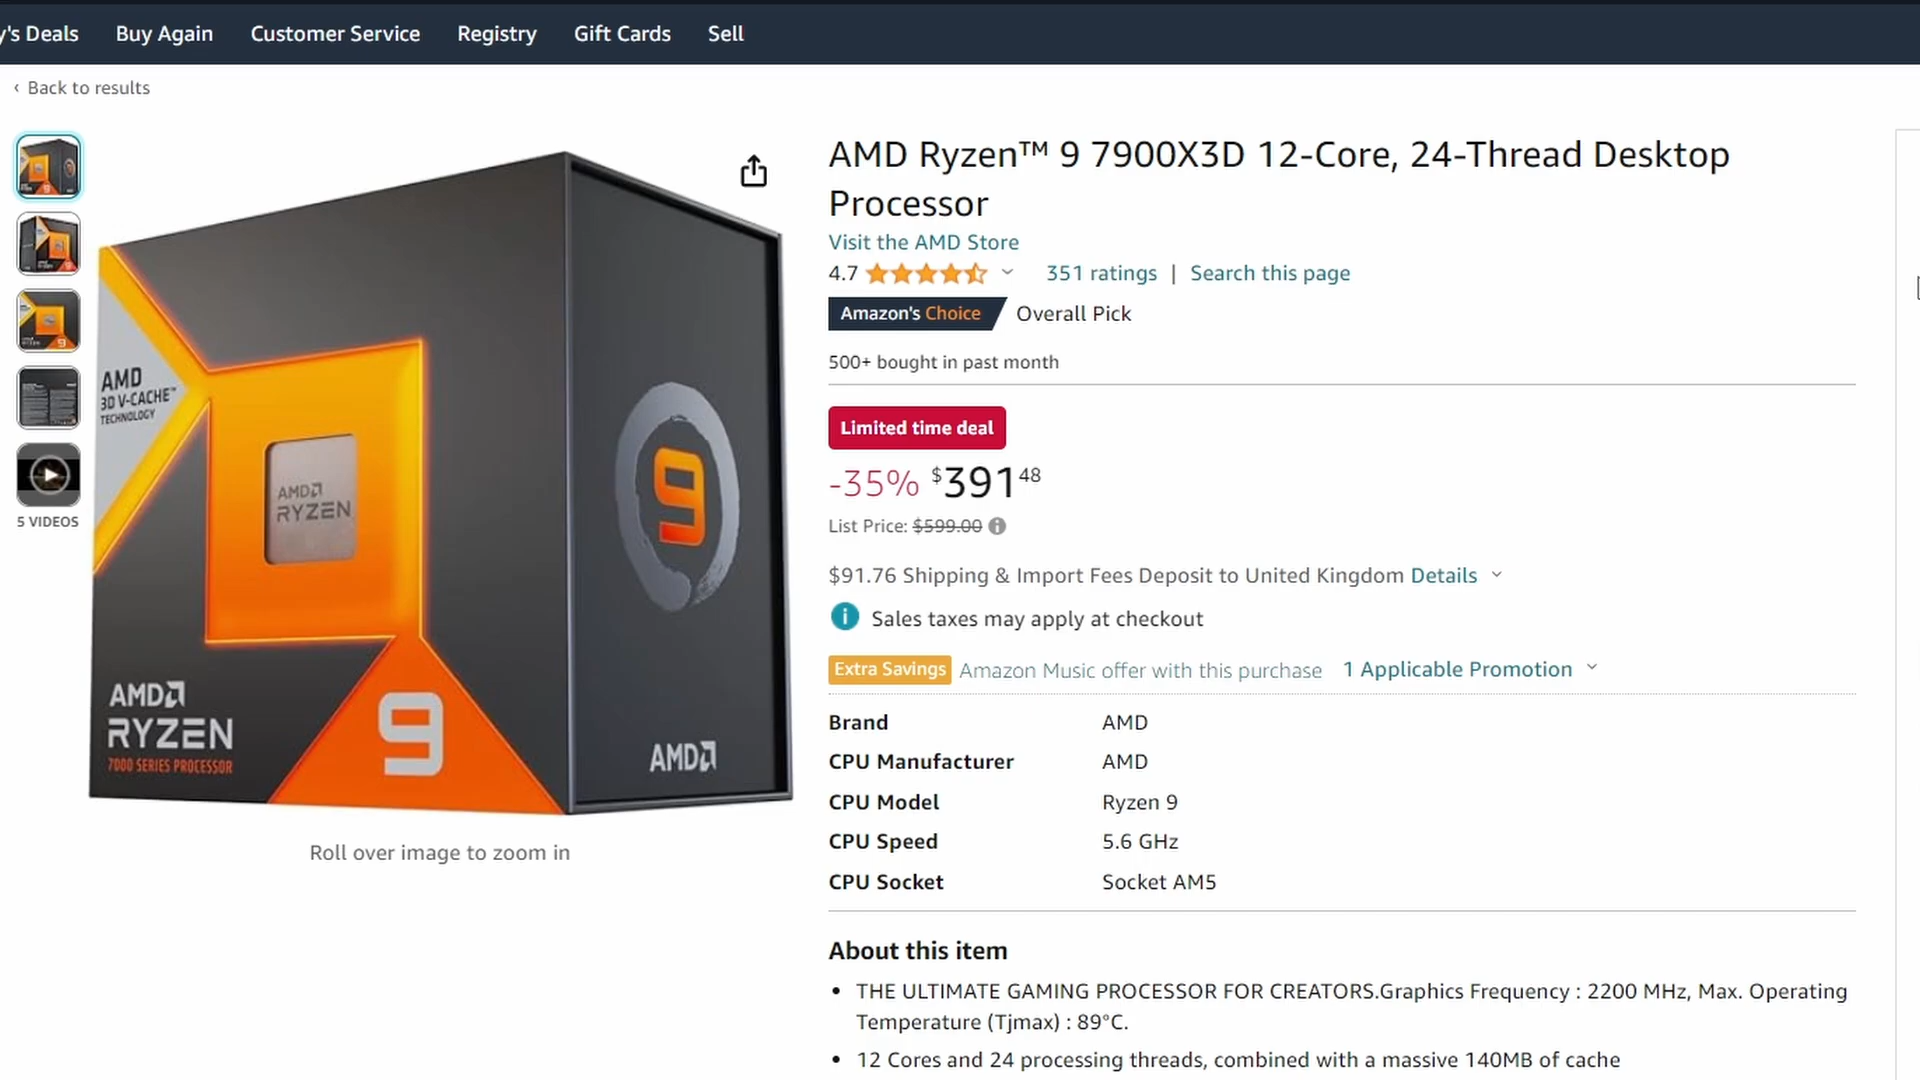 y's Deals Buy Again Customer Service Registry Gift Cards Sell
‹ Back to results
AMD Ryzen™ 9 7900X3D 12-Core, 24-Thread Desktop
Processor
Visit the AMD Store
4.7 351 ratings | Search this page
Amazon's Choice Overall Pick
500+ bought in past month
Limited time deal
-35% $391 48
List Price: $599.00
$91.76 Shipping & Import Fees Deposit to United Kingdom Details
Sales taxes may apply at checkout
Extra Savings Amazon Music offer with this purchase 1 Applicable Promotion
Brand AMD
CPU Manufacturer AMD
CPU Model Ryzen 9
CPU Speed 5.6 GHz
CPU Socket Socket AM5
About this item
• THE ULTIMATE GAMING PROCESSOR FOR CREATORS.Graphics Frequency : 2200 MHz, Max. Operating
Temperature (Tjmax) : 89°C.
• 12 Cores and 24 processing threads, combined with a massive 140MB of cache
5 VIDEOS
AMD
3D V-CACHE™
TECHNOLOGY
AMD
RYZEN
9
AMD
RYZEN
7000 SERIES PROCESSOR
9
AMD
Roll over image to zoom in